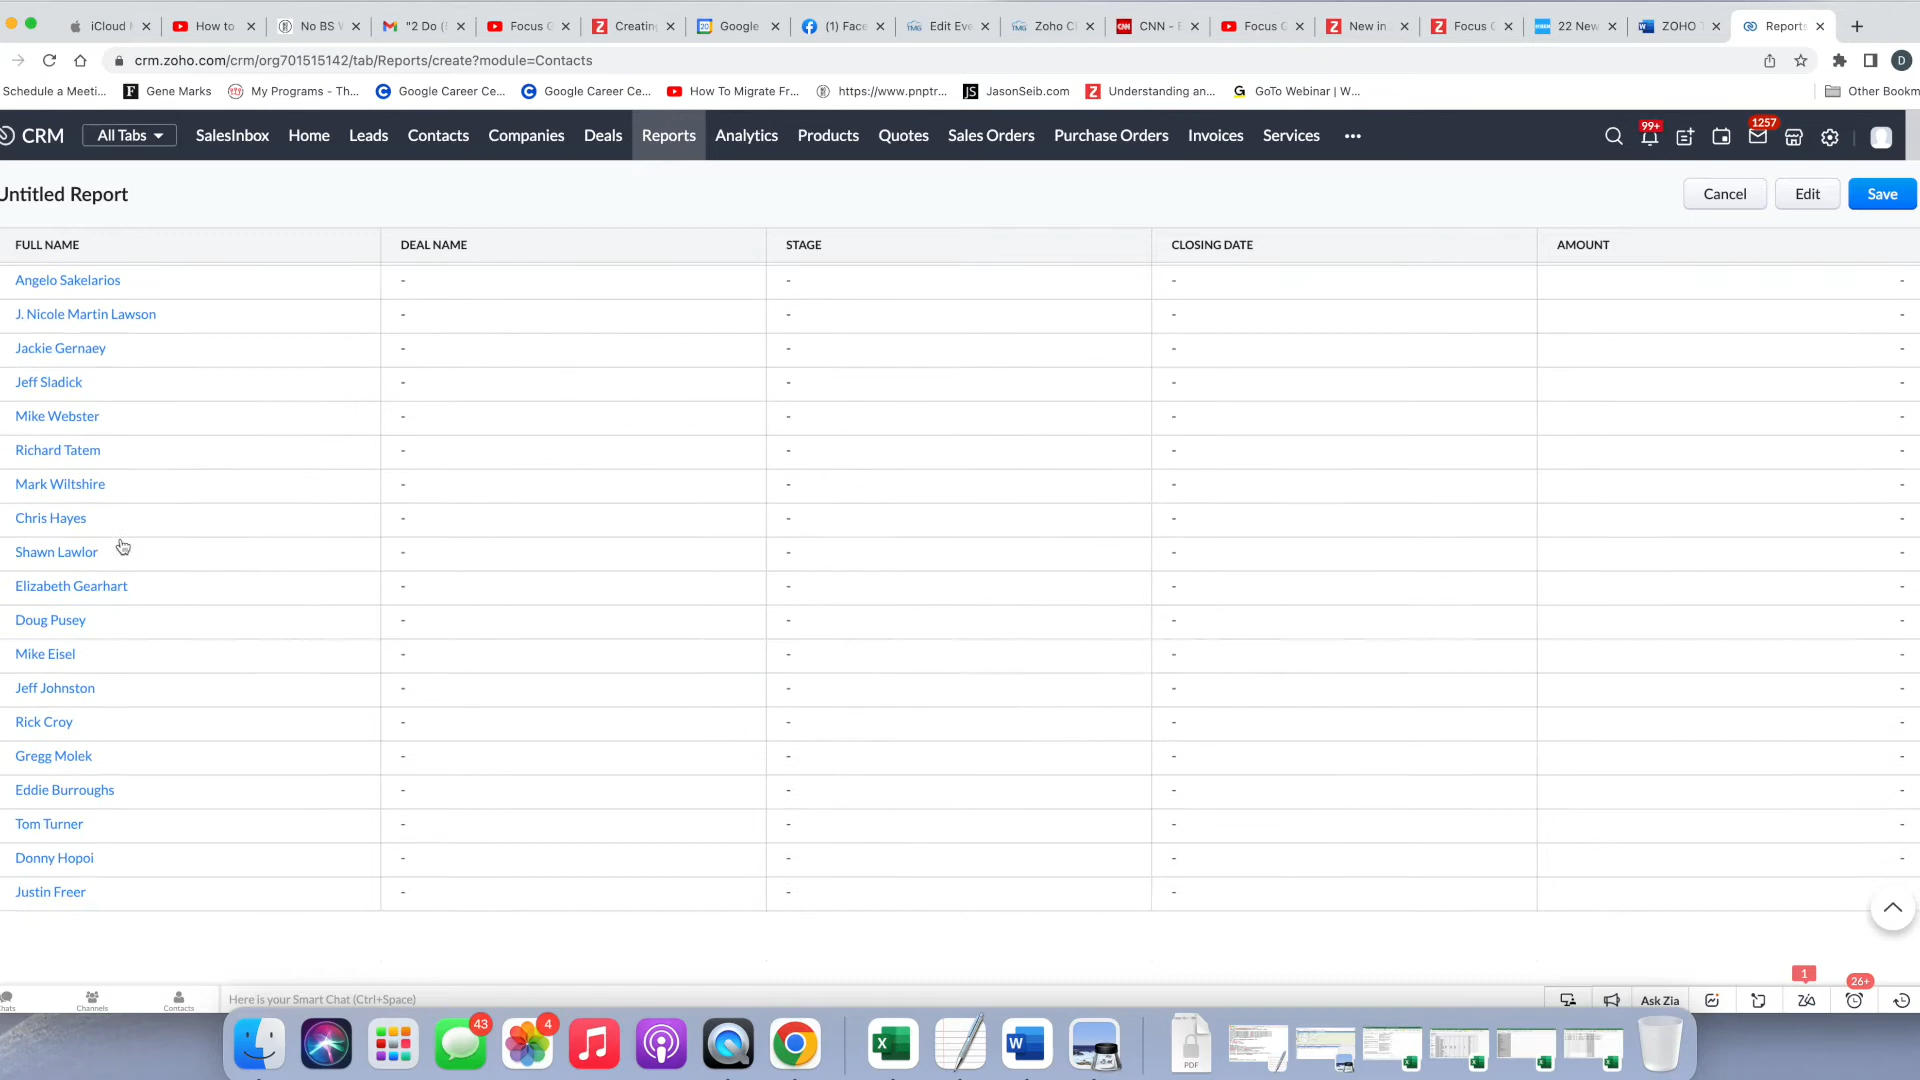 iCloud
How to
No BS W
"2 Do (E
Focus G
Creating
Google
(1) Face
Edit Eve
Zoho C
CNN - E
Focus G
New in
Focus
22 New
ZOHO T
Reports
crm.zoho.com/crm/org701515142/tab/Reports/create?module=Contacts
D
Schedule a Meeti...
Gene Marks
My Programs - Th...
Google Career Ce...
Google Career Ce...
How To Migrate Fr...
https://www.pnptr...
JasonSeib.com
Understanding an...
GoTo Webinar | W...
Other Bookm
CRM
All Tabs
SalesInbox
Home
Leads
Contacts
Companies
Deals
Reports
Analytics
Products
Quotes
Sales Orders
Purchase Orders
Invoices
Services
•••
99+
1257
Untitled Report
Cancel
Edit
Save
FULL NAME DEAL NAME STAGE CLOSING DATE AMOUNT
Angelo Sakelarios - - - -
J. Nicole Martin Lawson - - - -
Jackie Gernaey - - - -
Jeff Sladick - - - -
Mike Webster - - - -
Richard Tatem - - - -
Mark Wiltshire - - - -
Chris Hayes - - - -
Shawn Lawlor - - - -
Elizabeth Gearhart - - - -
Doug Pusey - - - -
Mike Eisel - - - -
Jeff Johnston - - - -
Rick Croy - - - -
Gregg Molek - - - -
Eddie Burroughs - - - -
Tom Turner - - - -
Donny Hopoi - - - -
Justin Freer - - - -
1
26+
hats
Channels
Contacts
Here is your Smart Chat (Ctrl+Space)
Ask Zia
43
4
PDF